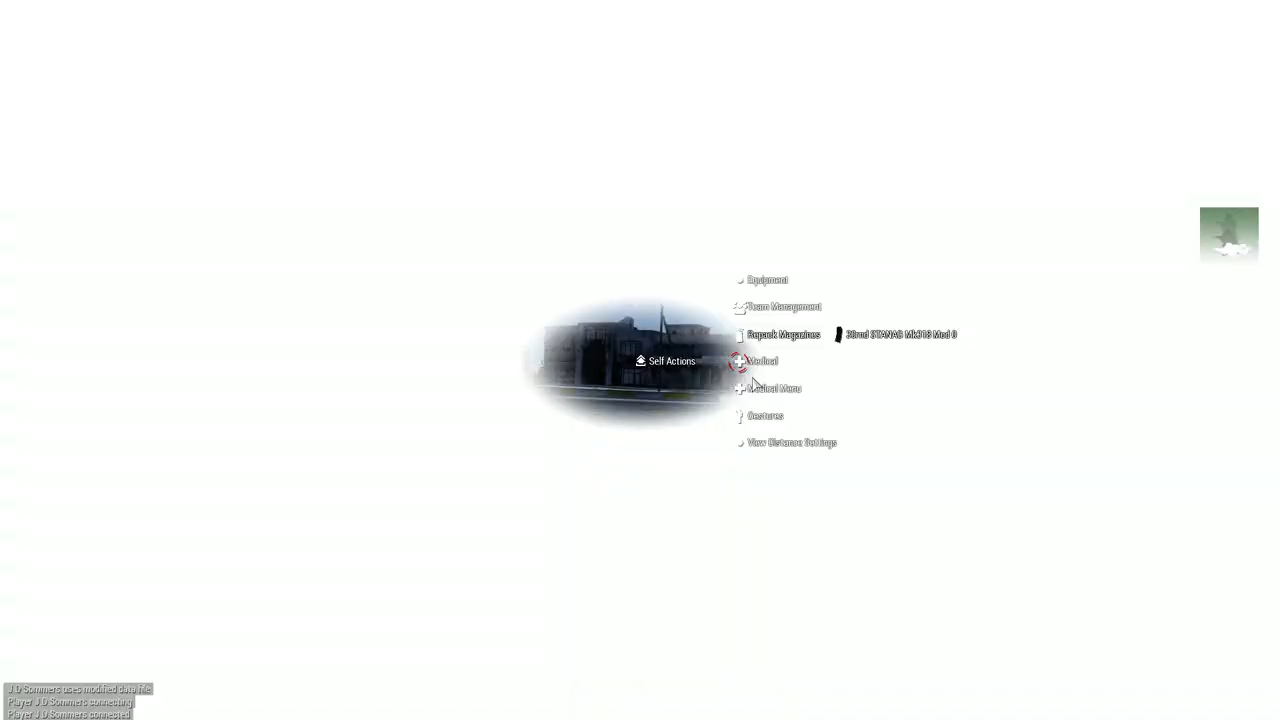 Equipment
Team Management
Repack Magazines 30rnd STANAG Mk318 Mod 0
Self Actions Medical
Medical Menu
Gestures
View Distance Settings
J D Sommers uses modified data file
Player J D Sommers connecting
Player J D Sommers connected